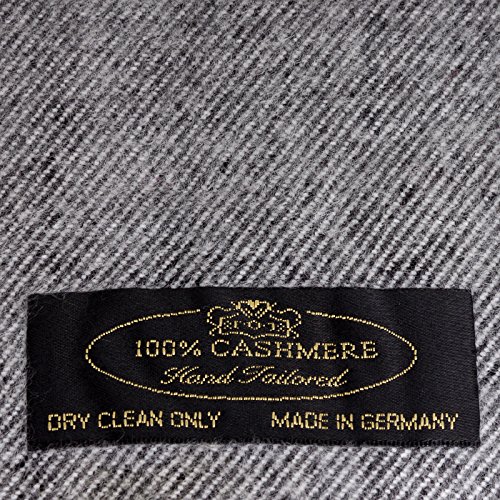 100% CASHMERE
Hand Tailored
DRY CLEAN ONLY MADE IN GERMANY